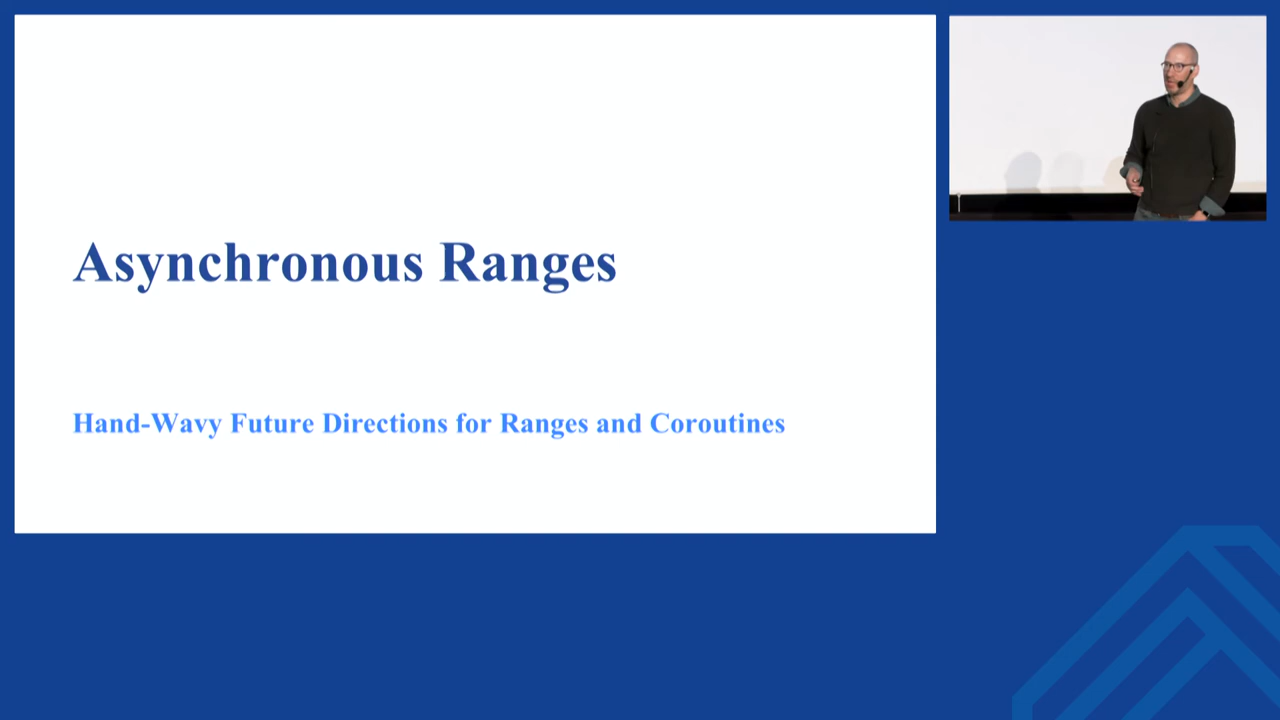 Asynchronous Ranges
Hand-Wavy Future Directions for Ranges and Coroutines